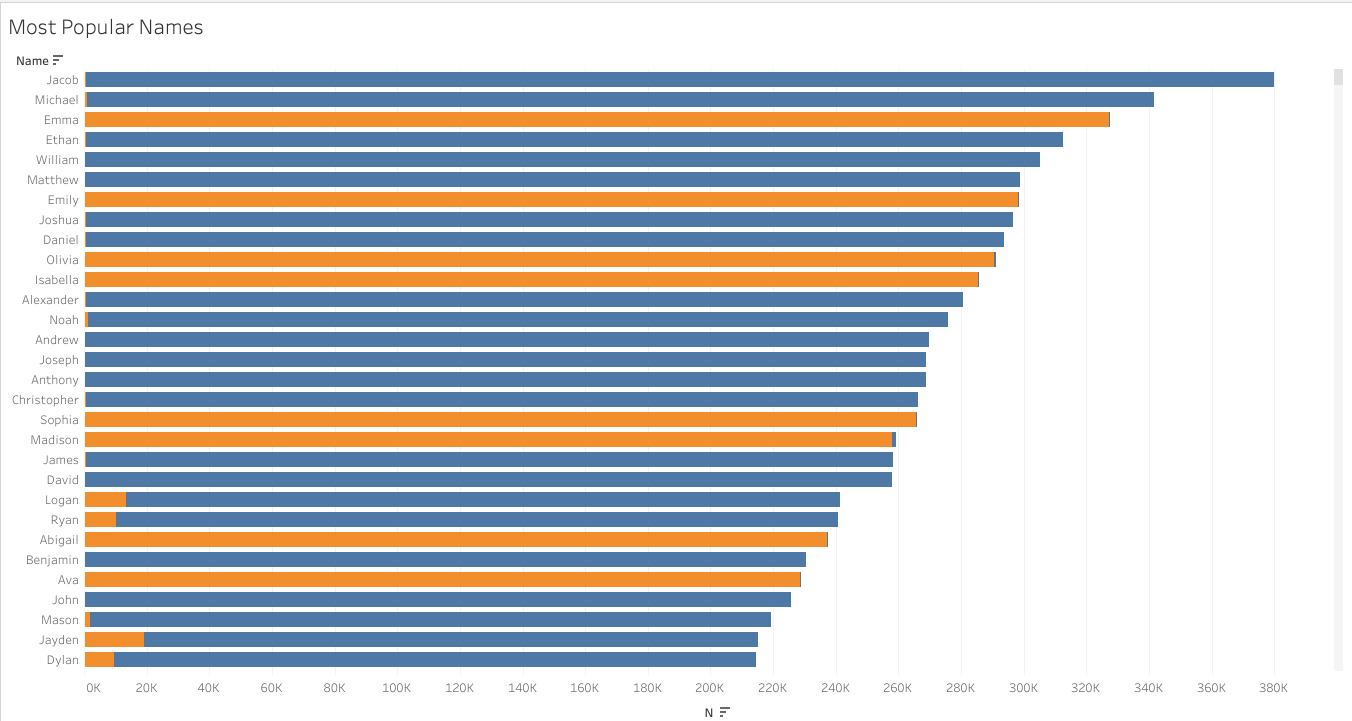 Most Popular Names
Name
Jacob
Michael
Emma
Ethan
William
Matthew
Emily
Joshua
Daniel
Olivia
Isabella
Alexander
Noah
Andrew
Joseph
Anthony
Christopher
Sophia
Madison
James
David
Logan
Ryan
Abigail
Benjamin
Ava
John
Mason
Jayden
Dylan
0K 20K 40K 60K 80K 100K 120K 140K 160K 180K 200K 220K 240K 260K 280K 300K 320K 340K 360K 380K
N